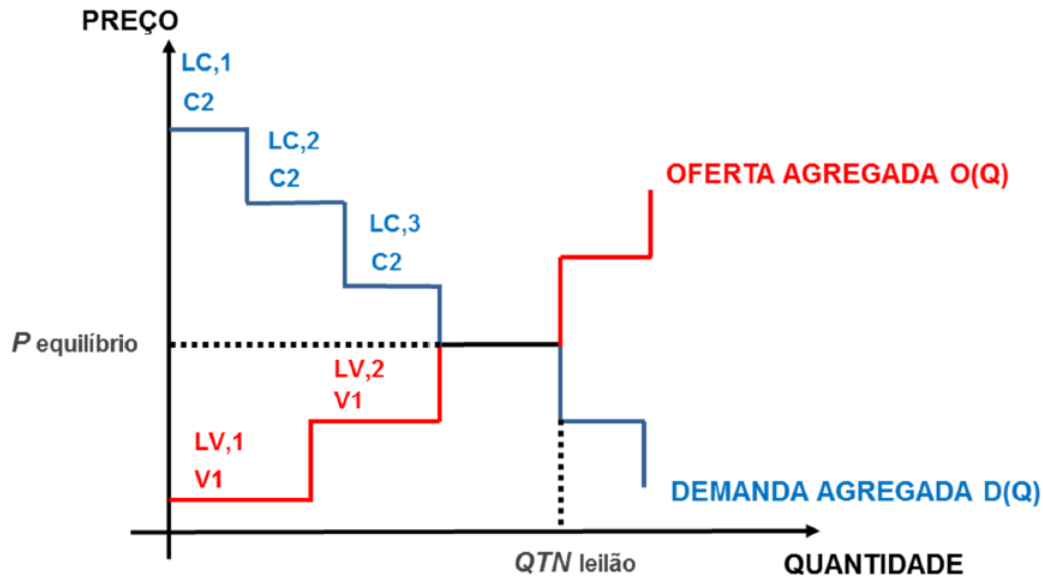 PREÇO
LC,1
C2
LC,2
C2
OFERTA AGREGADA O(Q)
LC,3
C2
P equilíbrio
LV,2
V1
LV,1
V1
DEMANDA AGREGADA D(Q)
QTN leilão
QUANTIDADE